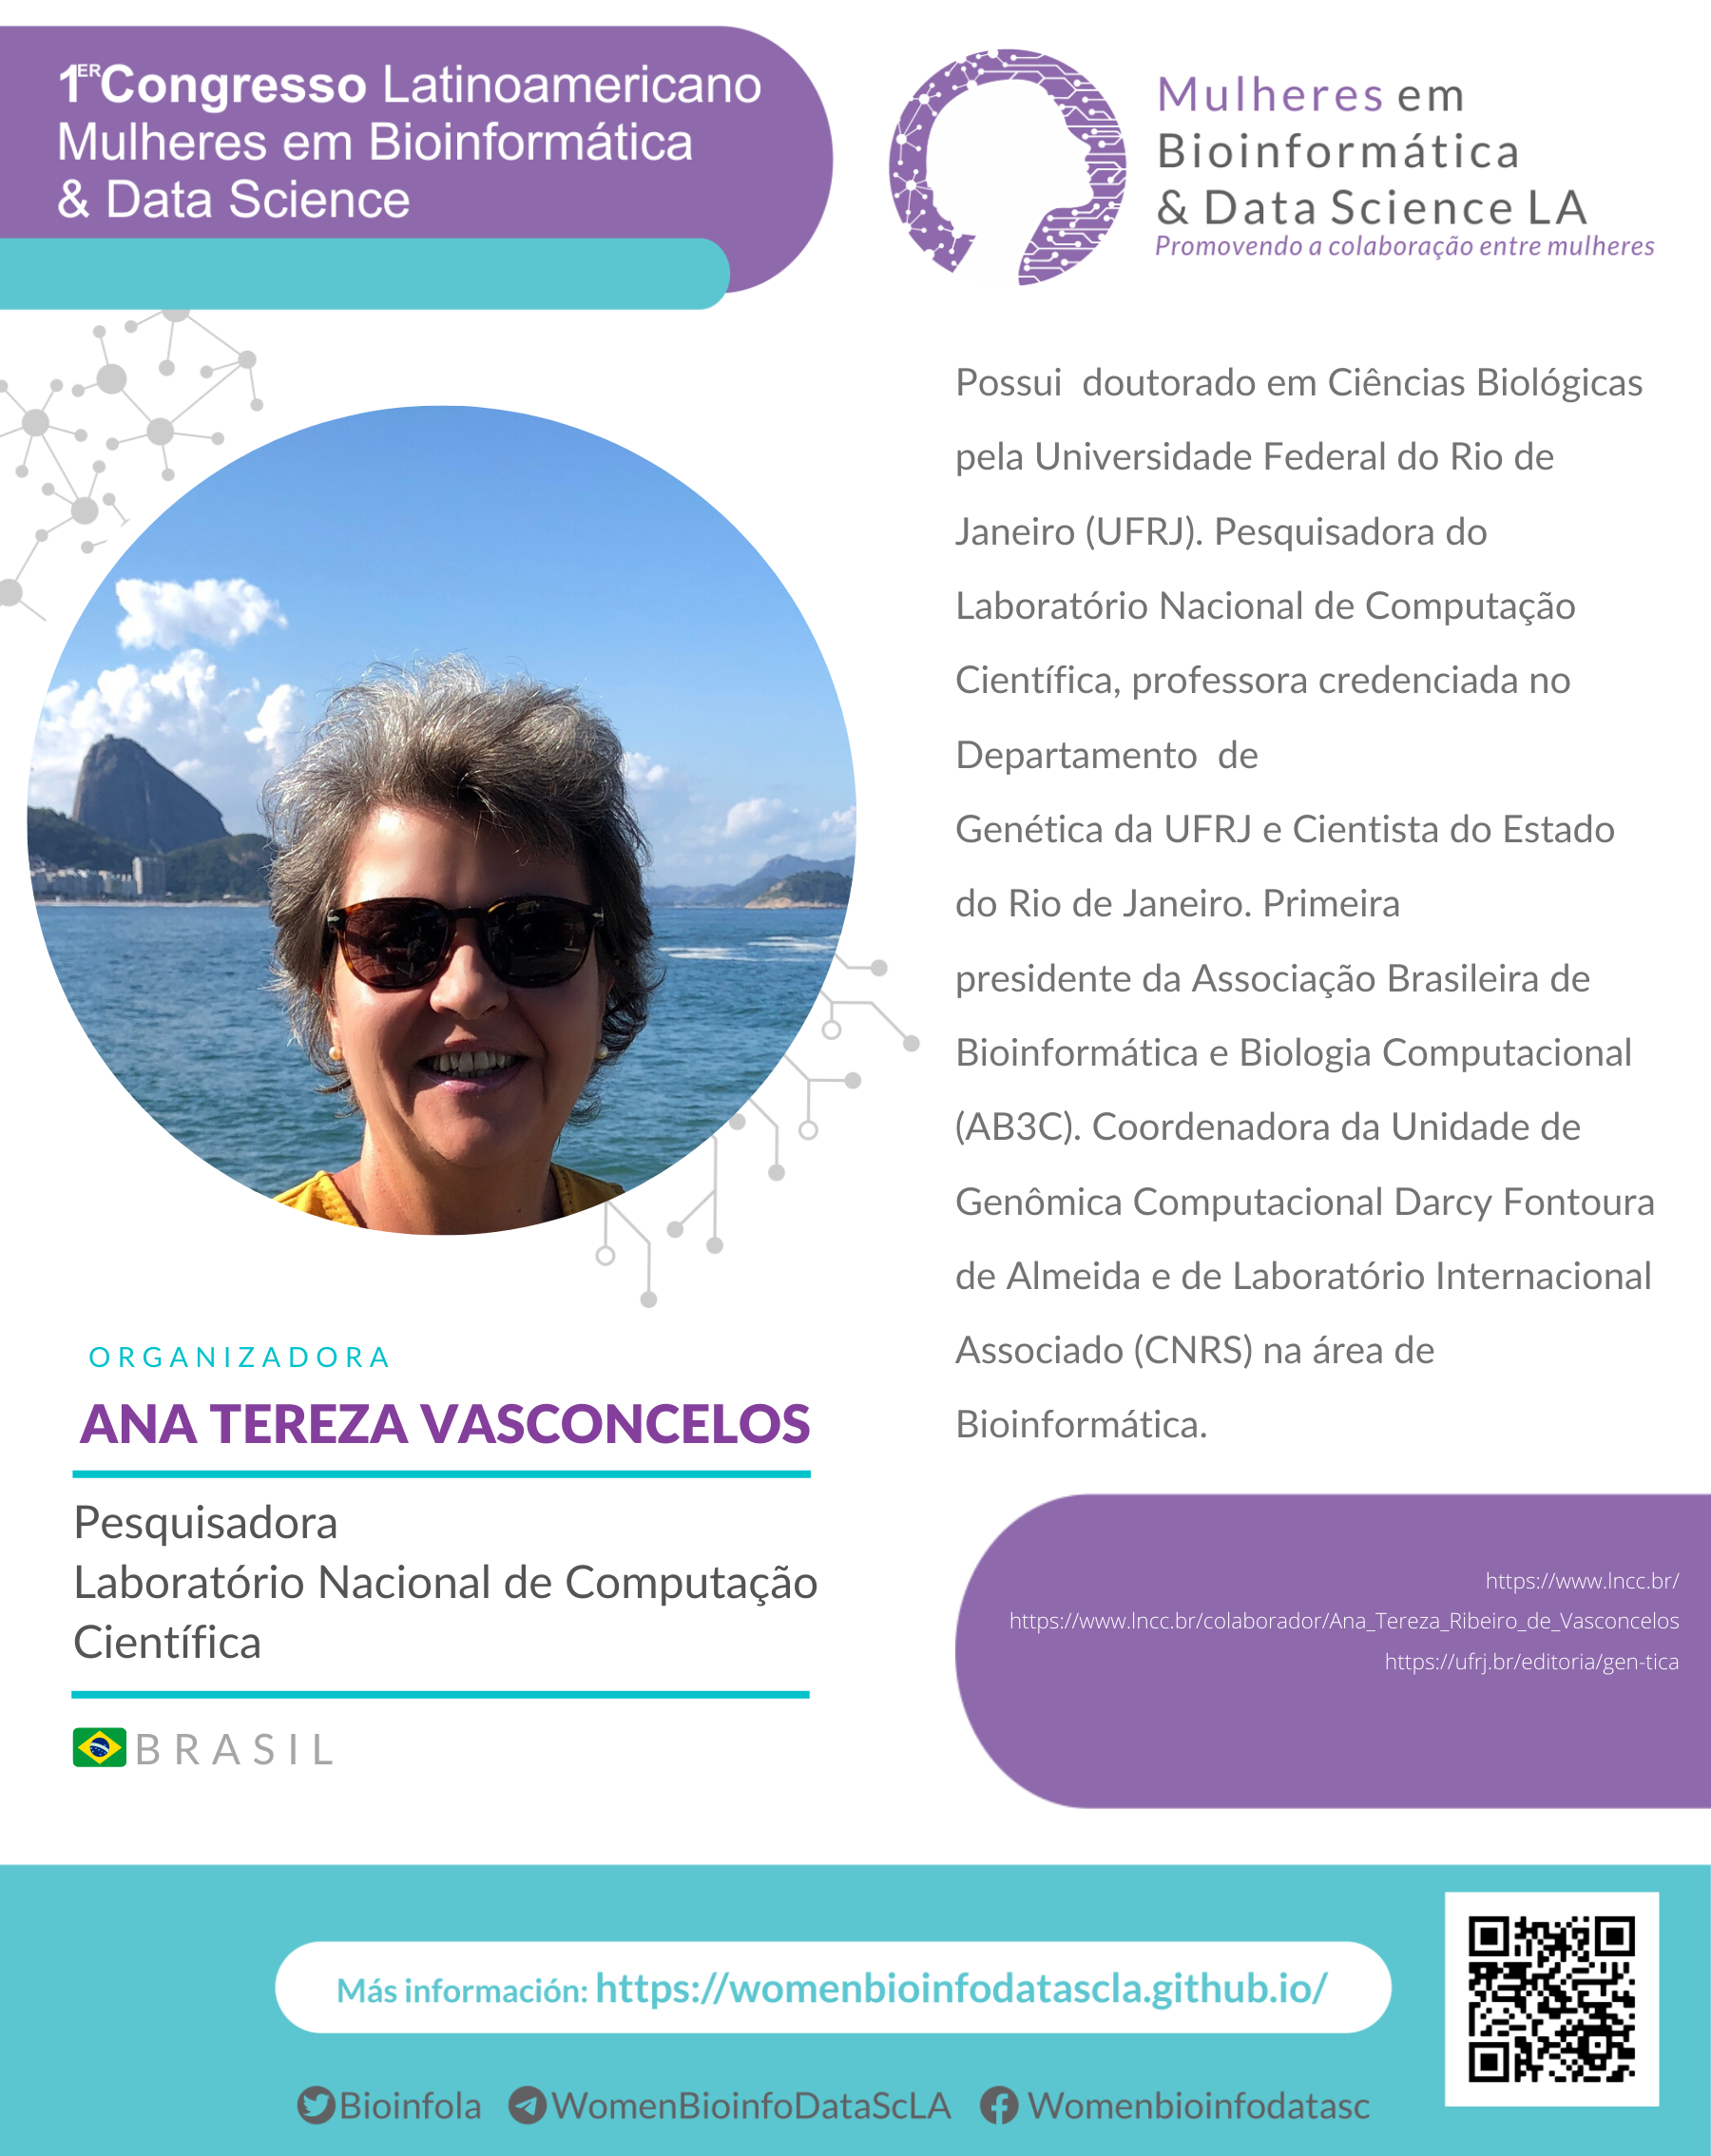 1ERCongresso Latinoamericano
Mulheres em Bioinformática
& Data Science
Mulheres em
Bioinformática
& Data Science LA
Promovendo a colaboração entre mulheres
ORGANIZADORA
ANA TEREZA VASCONCELOS
Pesquisadora
Laboratório Nacional de Computação
Científica
BRASIL
Possui doutorado em Ciências Biológicas
pela Universidade Federal do Rio de
Janeiro (UFRJ). Pesquisadora do
Laboratório Nacional de Computação
Científica, professora credenciada no
Departamento de
Genética da UFRJ e Cientista do Estado
do Rio de Janeiro. Primeira
presidente da Associação Brasileira de
Bioinformática e Biologia Computacional
(AB3C). Coordenadora da Unidade de
Genômica Computacional Darcy Fontoura
de Almeida e de Laboratório Internacional
Associado (CNRS) na área de
Bioinformática.
https://www.lncc.br/
https://www.lncc.br/colaborador/Ana_Tereza_Ribeiro_de_Vasconcelos
https://ufrj.br/editoria/gen-tica
Más información: https://womenbioinfodatascla.github.io/
Bioinfola WomenBioinfoDataScLA Womenbioinfodatasc